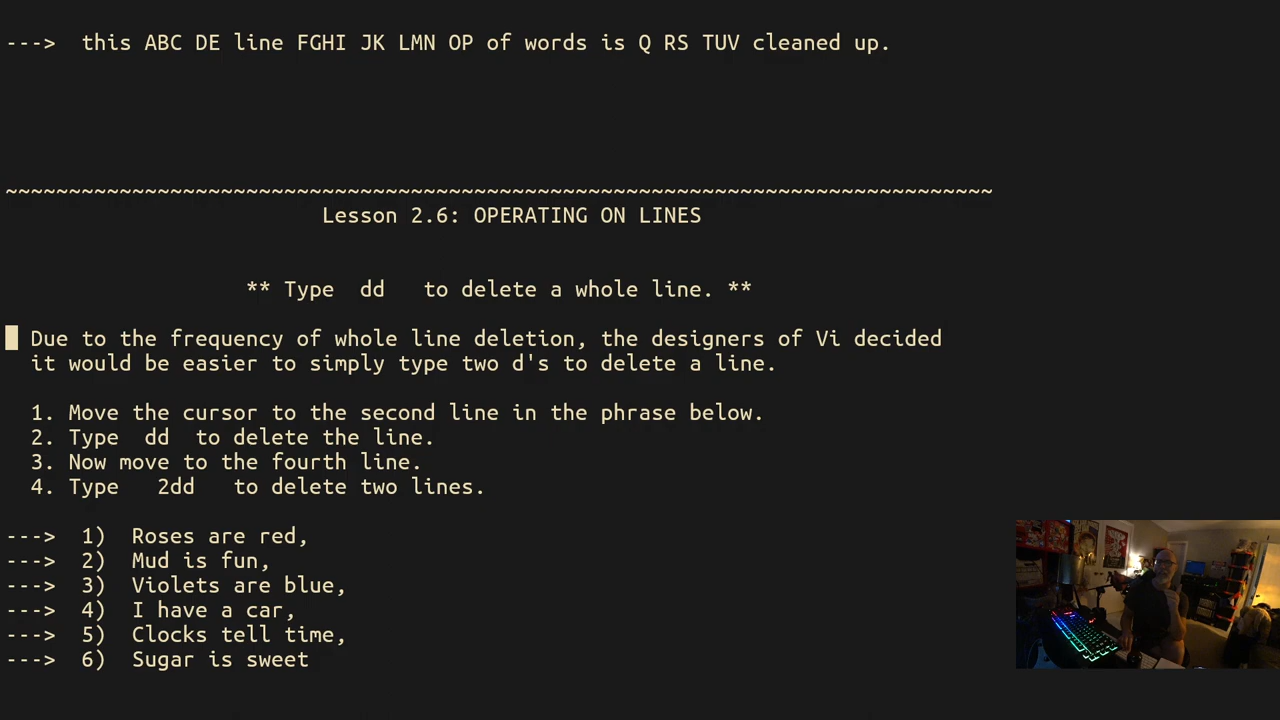 --->  this ABC DE line FGHI JK LMN OP of words is Q RS TUV cleaned up.
~~~~~~~~~~~~~~~~~~~~~~~~~~~~~~~~~~~~~~~~~~~~~~~~~~~~~~~~~~~~~~~~~~~~~~~~~~~~~~
Lesson 2.6: OPERATING ON LINES
** Type  dd   to delete a whole line. **
Due to the frequency of whole line deletion, the designers of Vi decided
it would be easier to simply type two d's to delete a line.
1. Move the cursor to the second line in the phrase below.
2. Type  dd  to delete the line.
3. Now move to the fourth line.
4. Type   2dd   to delete two lines.
--->  1)  Roses are red,
--->  2)  Mud is fun,
--->  3)  Violets are blue,
--->  4)  I have a car,
--->  5)  Clocks tell time,
--->  6)  Sugar is sweet